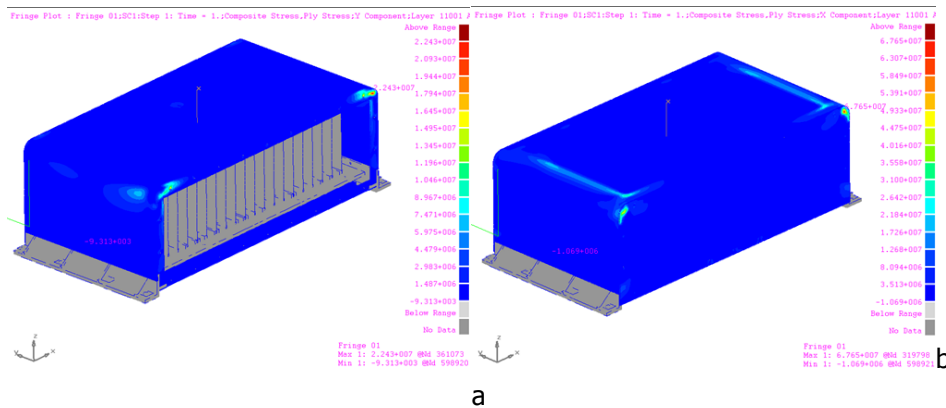 Fringe Plot : Fringe 01;SC1:Step 1: Time = 1.;Composite Stress,Ply Stress;Y Component;Layer 11001 A
Above Range
2.243+007
2.093+007
1.944+007
1.794+007
1.645+007
1.495+007
1.345+007
1.196+007
1.046+007
8.967+006
7.471+006
5.975+006
4.479+006
2.983+006
1.487+006
-9.313+003
Below Range
No Data
2.243+007
x
-9.313+003
z
y
x
Fringe 01
Max 1: 2.243+007 @Nd 361073
Min 1: -9.313+003 @Nd 598920
a
Fringe Plot : Fringe 01;SC1:Step 1: Time = 1.;Composite Stress,Ply Stress;X Component;Layer 11001 A
Above Range
6.765+007
6.307+007
5.849+007
5.391+007
4.933+007
4.475+007
4.016+007
3.558+007
3.100+007
2.642+007
2.184+007
1.726+007
1.268+007
8.094+006
3.513+006
-1.069+006
Below Range
No Data
.765+007
x
-1.069+006
z
y
x
Fringe 01
Max 1: 6.765+007 @Nd 319798
Min 1: -1.069+006 @Nd 598921
b